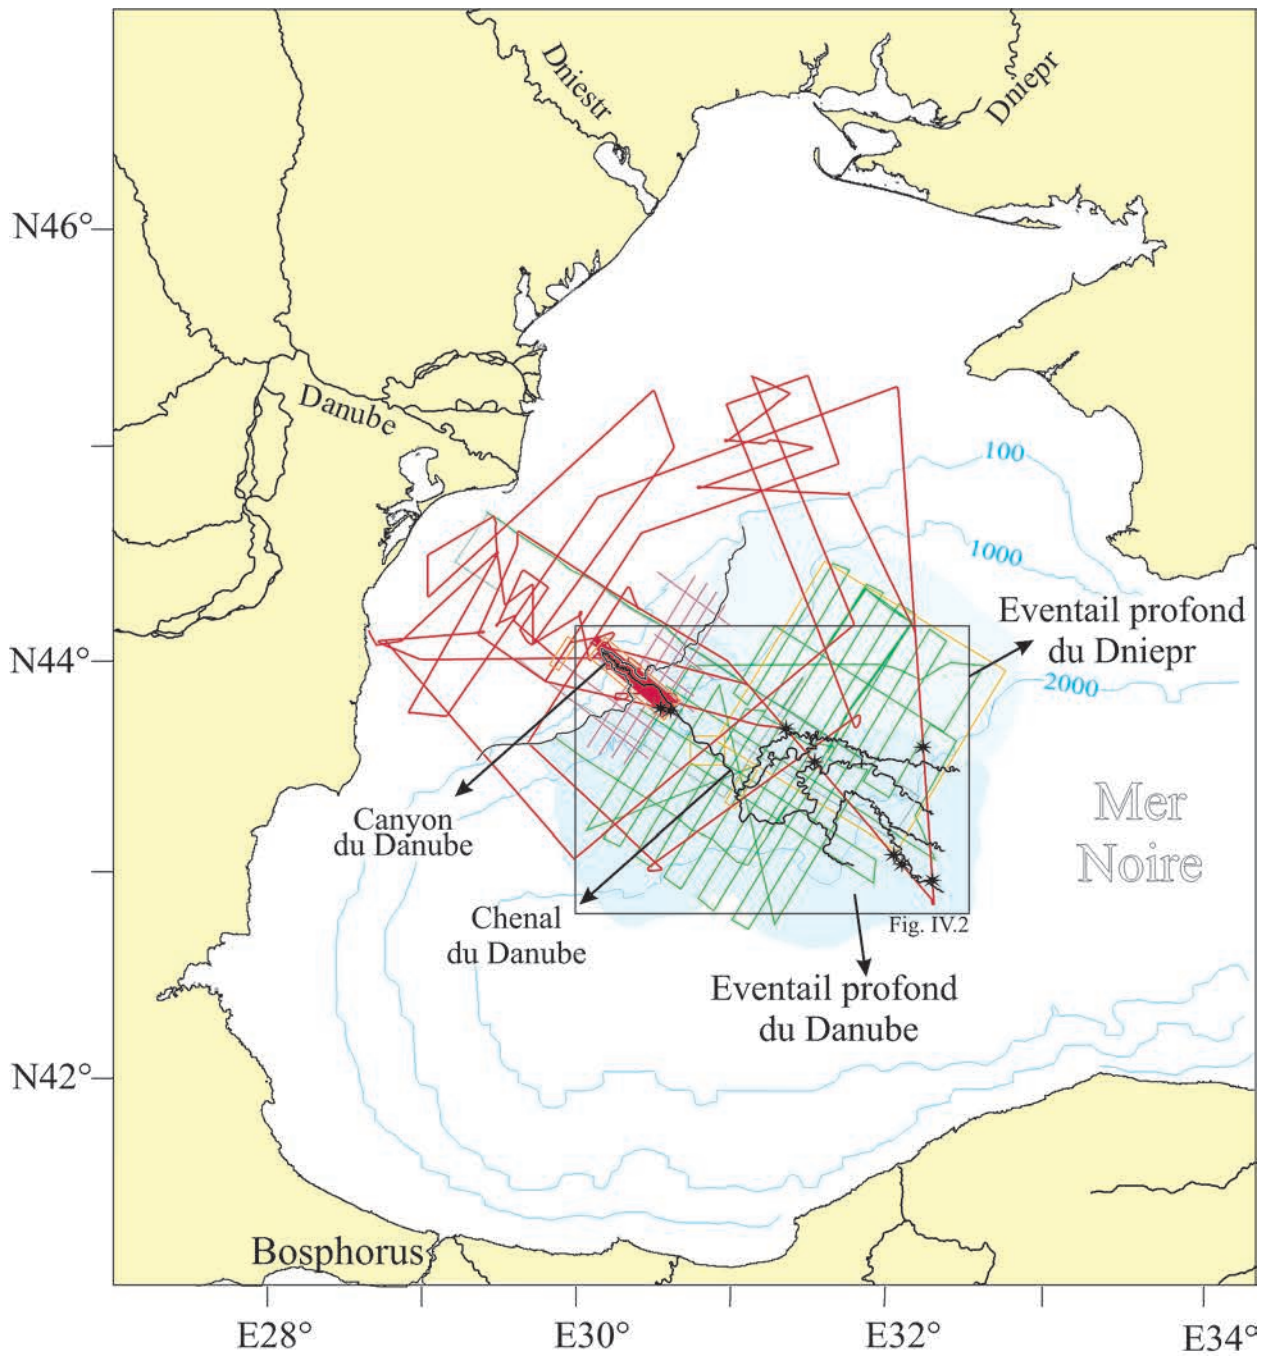 Dniestr
Dniepr
N46°
Danube
100
1000
Eventail profond
du Dniepr
N44°
2000
Mer
Noire
Canyon
du Danube
Chenal
du Danube
Fig. IV.2
Eventail profond
du Danube
N42°
Bosphorus
E28°
E30°
E32°
E34°